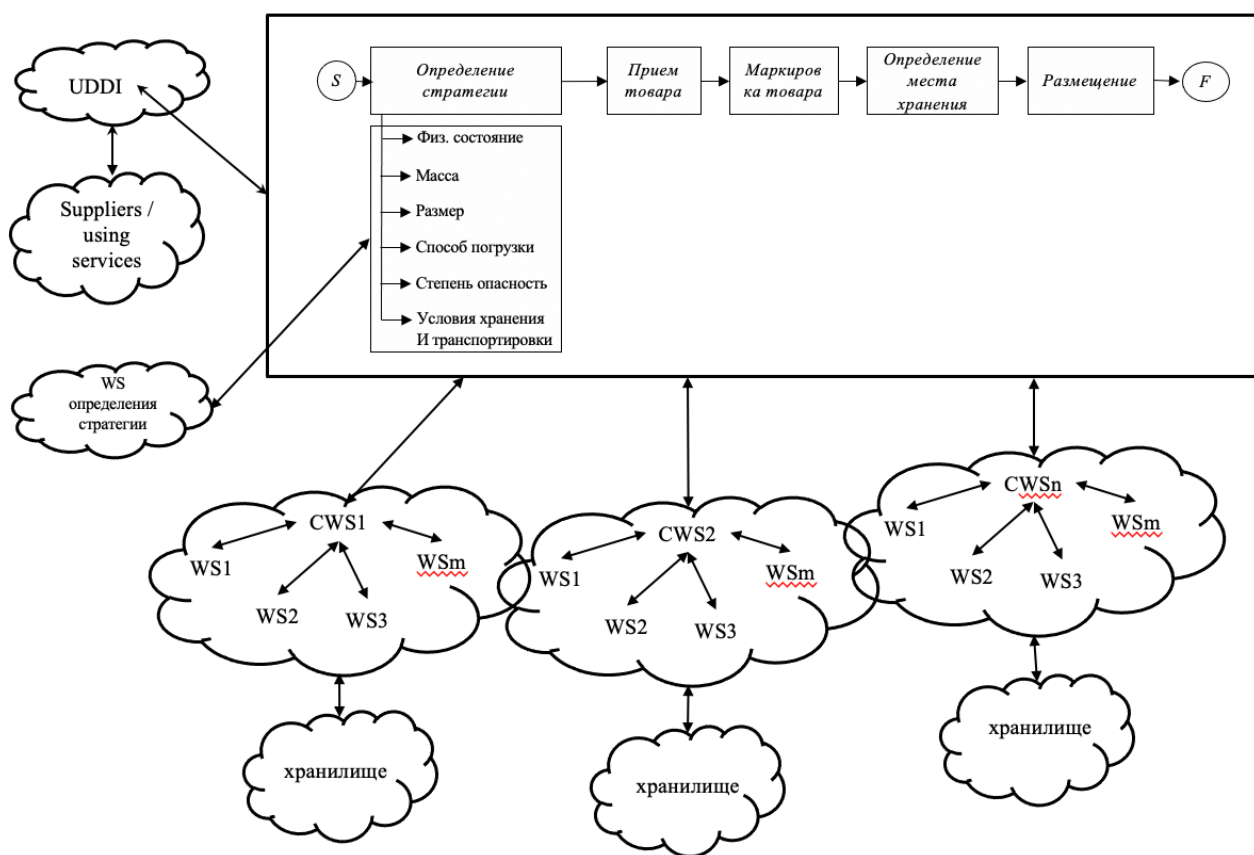 UDDI
Suppliers /
using
services
WS
определения
стратегии
S
Определение
стратегии
Прием
товара
Маркиров
ка товара
Определение
места
хранения
Размещение
F
Физ. состояние
Масса
Размер
Способ погрузки
Степень опасность
Условия хранения
И транспортировки
CWS1
WS1
WS2
WS3
WSm
хранилище
CWS2
WS1
WS2
WS3
WSm
хранилище
CWSn
WS1
WS2
WS3
WSm
хранилище